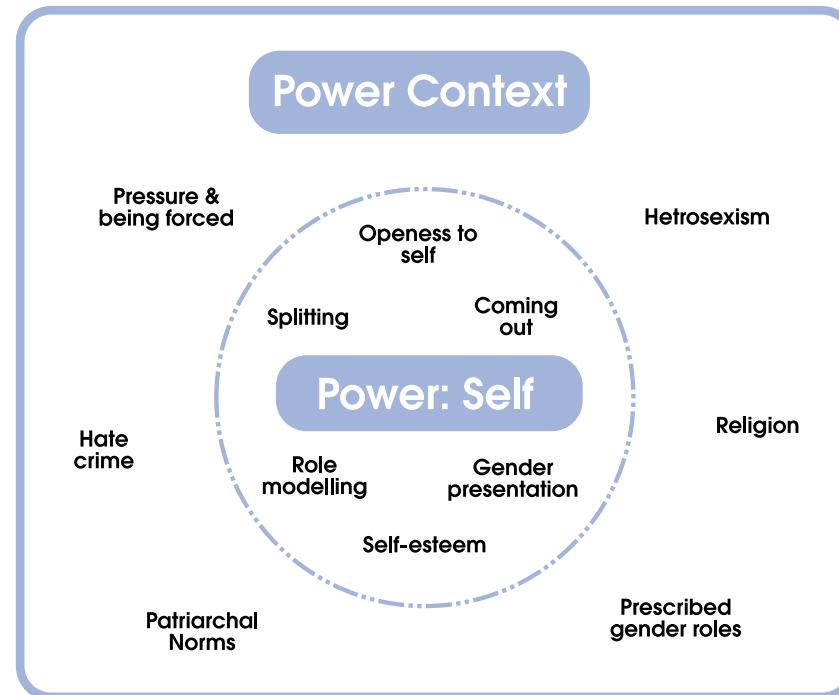 Power Context
Pressure &
being forced
Hetrosexism
Openess to
self
Splitting
Coming
out
Power: Self
Religion
Hate
crime
Role
modelling
Gender
presentation
Self-esteem
Patriarchal
Norms
Prescribed
gender roles